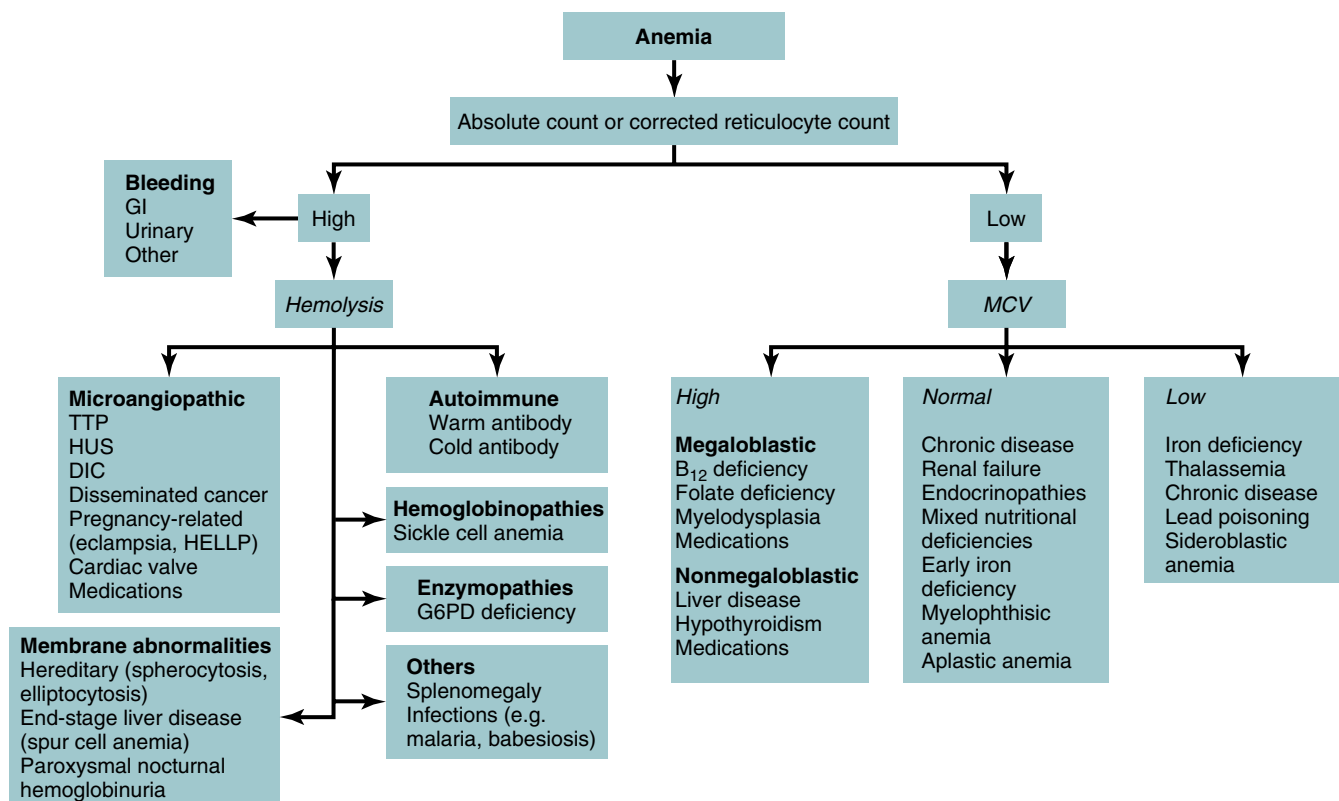 Anemia
Absolute count or corrected reticulocyte count
Bleeding
GI
Urinary
Other
High
Low
Hemolysis
MCV
Microangiopathic
TTP
HUS
DIC
Disseminated cancer
Pregnancy-related
(eclampsia, HELLP)
Cardiac valve
Medications
Autoimmune
Warm antibody
Cold antibody
Hemoglobinopathies
Sickle cell anemia
Enzymopathies
G6PD deficiency
Membrane abnormalities
Hereditary (spherocytosis,
elliptocytosis)
End-stage liver disease
(spur cell anemia)
Paroxysmal nocturnal
hemoglobinuria
Others
Splenomegaly
Infections (e.g.
malaria, babesiosis)
High
Megaloblastic
B12 deficiency
Folate deficiency
Myelodysplasia
Medications
Nonmegaloblastic
Liver disease
Hypothyroidism
Medications
Normal
Chronic disease
Renal failure
Endocrinopathies
Mixed nutritional
deficiencies
Early iron
deficiency
Myelophthisic
anemia
Aplastic anemia
Low
Iron deficiency
Thalassemia
Chronic disease
Lead poisoning
Sideroblastic
anemia